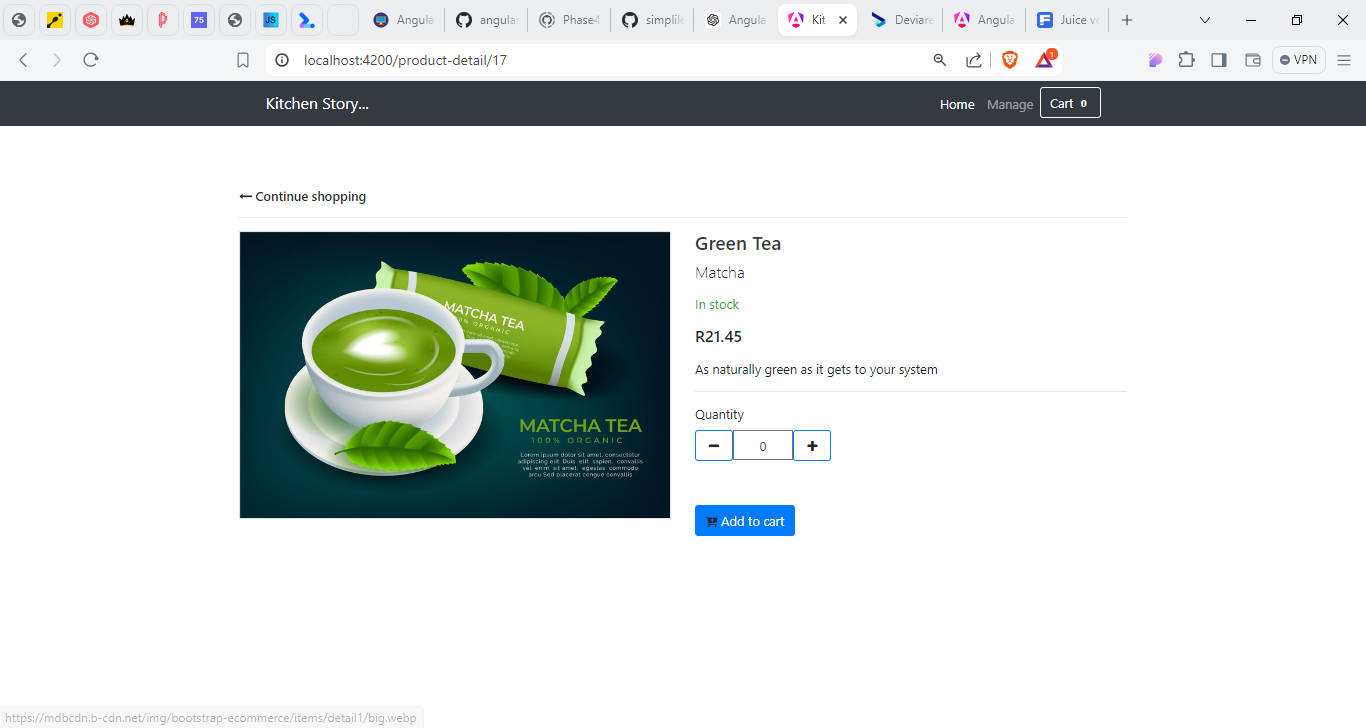 Angula
angula
Phase4
simplile
Angula
Kit
Deviare
Angula
Juice ve
localhost:4200/product-detail/17
1
VPN
Kitchen Story...
Home
Manage
Cart 0
Continue shopping
MATCHA TEA
100% ORGANIC
MATCHA TEA
100% ORGANIC
Lorem ipsum dolor sit amet, consectetur
adipiscing elit. Duis elit sapien, convallis
vel enim sit amet, egestas commodo
arcu Sed placerat congue convallis
Green Tea
Matcha
In stock
R21.45
As naturally green as it gets to your system
Quantity
0
Add to cart
https://mdbcdn.b-cdn.net/img/bootstrap-ecommerce/items/detail1/big.webp
75
JS